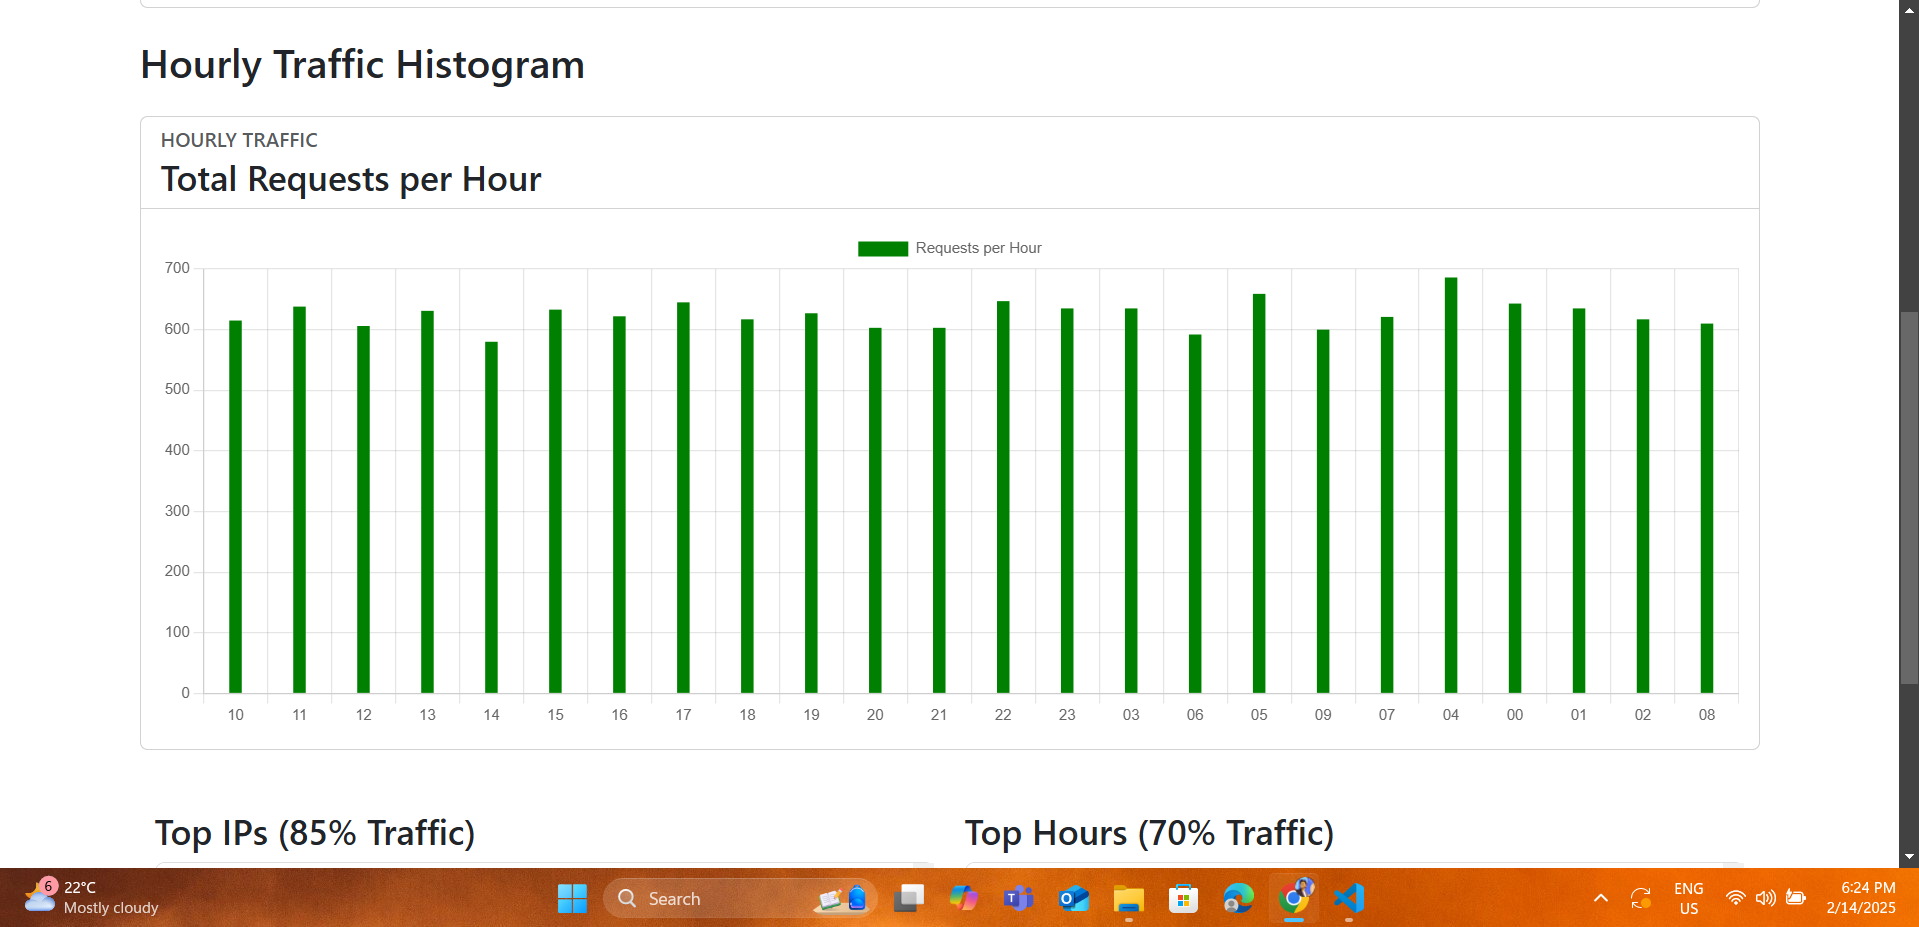 Hourly Traffic Histogram
HOURLY TRAFFIC
Total Requests per Hour
Requests per Hour
700
600
500
400
300
200
100
0
10 11 12 13 14 15 16 17 18 19 20 21 22 23 03 06 05 09 07 04 00 01 02 08
Top IPs (85% Traffic)
Top Hours (70% Traffic)
6
22°C
Mostly cloudy
Search
ENG
US
6:24 PM
2/14/2025